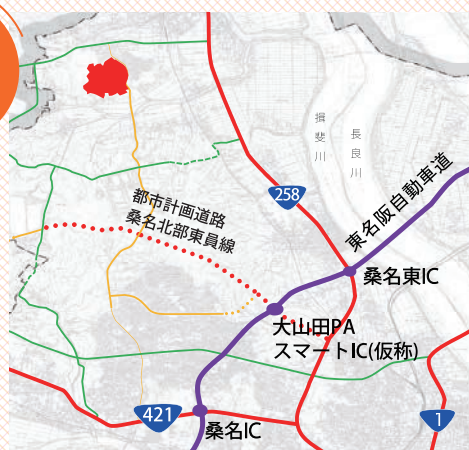 揖斐川
長良川
258
東名阪自動車道
都市計画道路
桑名北部東員線
桑名東IC
大山田PA
スマートIC(仮称)
421
桑名IC
1